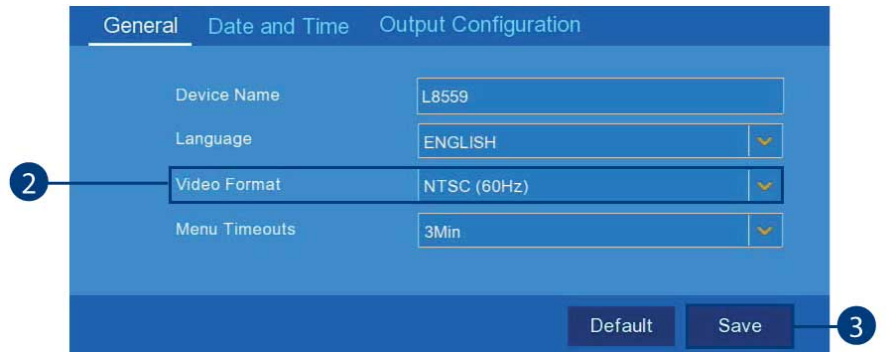 General Date and Time Output Configuration
Device Name L8559
Language ENGLISH
2 Video Format NTSC (60Hz)
Menu Timeouts 3Min
Default Save 3